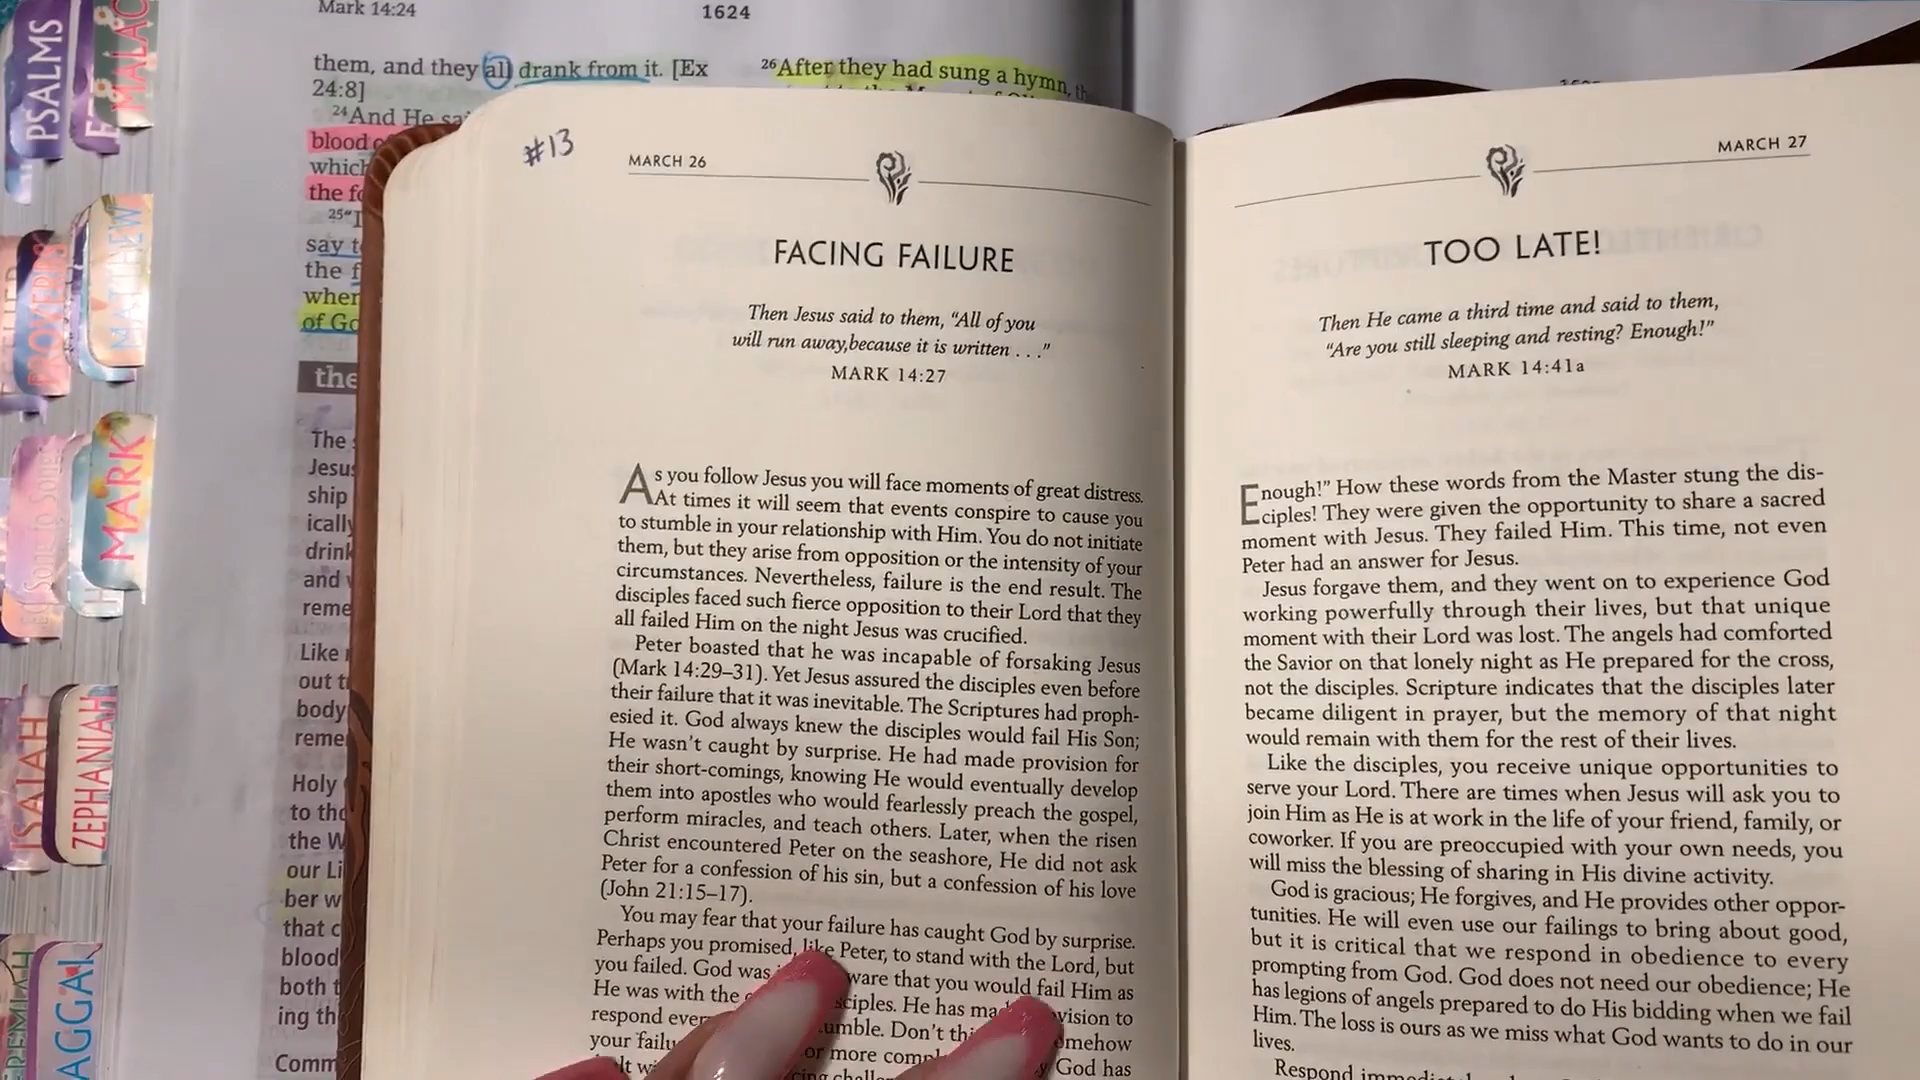 Mark 14:24
1624
them, and they all drank from it. [Ex
24:8]
24And He
blood
which
the
25"I
say
the
when
of
the
The
Jesus
ship
ically
drink
and
reme
Like
out
body
reme
Holy
to
the
our
ber
that
blood
both
ing
26After they had sung a hymn,
PSALMS
PROVERBS
MATTHEW
MARK
ISAIAH
ZEPHANIAH
#13
MARCH 26
FACING FAILURE
Then Jesus said to them, “All of you
will run away,because it is written . . .”
MARK 14:27
As you follow Jesus you will face moments of great distress.
At times it will seem that events conspire to cause you
to stumble in your relationship with Him. You do not initiate
them, but they arise from opposition or the intensity of your
circumstances. Nevertheless, failure is the end result. The
disciples faced such fierce opposition to their Lord that they
all failed Him on the night Jesus was crucified.
Peter boasted that he was incapable of forsaking Jesus
(Mark 14:29–31). Yet Jesus assured the disciples even before
their failure that it was inevitable. The Scriptures had proph-
esied it. God always knew the disciples would fail His Son;
He wasn’t caught by surprise. He had made provision for
their short-comings, knowing He would eventually develop
them into apostles who would fearlessly preach the gospel,
perform miracles, and teach others. Later, when the risen
Christ encountered Peter on the seashore, He did not ask
Peter for a confession of his sin, but a confession of his love
(John 21:15–17).
You may fear that your failure has caught God by surprise.
Perhaps you promised, like Peter, to stand with the Lord, but
you failed. God was ware that you would fail Him as
He was with the sciples. He has ma vision to
respond ever umble. Don’t thi omehow
your failu or more compl God has
MARCH 27
TOO LATE!
Then He came a third time and said to them,
“Are you still sleeping and resting? Enough!”
MARK 14:41a
Enough!” How these words from the Master stung the dis-
ciples! They were given the opportunity to share a sacred
moment with Jesus. They failed Him. This time, not even
Peter had an answer for Jesus.
Jesus forgave them, and they went on to experience God
working powerfully through their lives, but that unique
moment with their Lord was lost. The angels had comforted
the Savior on that lonely night as He prepared for the cross,
not the disciples. Scripture indicates that the disciples later
became diligent in prayer, but the memory of that night
would remain with them for the rest of their lives.
Like the disciples, you receive unique opportunities to
serve your Lord. There are times when Jesus will ask you to
join Him as He is at work in the life of your friend, family, or
coworker. If you are preoccupied with your own needs, you
will miss the blessing of sharing in His divine activity.
God is gracious; He forgives, and He provides other oppor-
tunities. He will even use our failings to bring about good,
but it is critical that we respond in obedience to every
prompting from God. God does not need our obedience; He
has legions of angels prepared to do His bidding when we fail
Him. The loss is ours as we miss what God wants to do in our
lives.